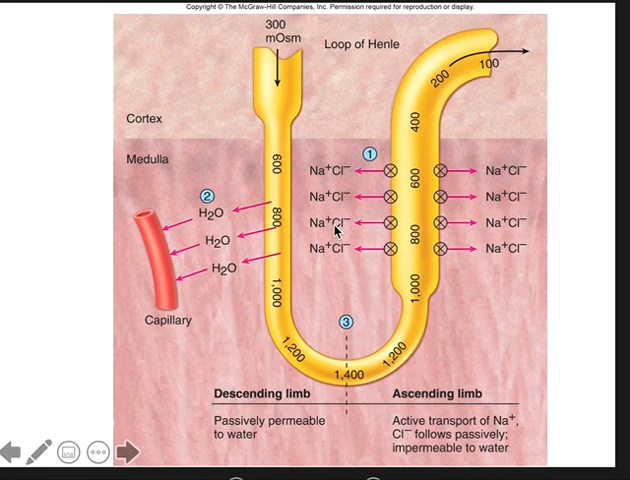 Copyright © The McGraw-Hill Companies, Inc. Permission required for reproduction or display.
300
mOsm
Loop of Henle
100
200
400
Cortex
Medulla
1
600
600
Na⁺Cl⁻
Na⁺Cl⁻
2
Na⁺Cl⁻
Na⁺Cl⁻
H₂O
800
Na⁺Cl⁻
Na⁺Cl⁻
800
H₂O
Na⁺Cl⁻
Na⁺Cl⁻
H₂O
1,000
1,000
Capillary
3
1,200
1,200
1,400
Descending limb
Passively permeable
to water
Ascending limb
Active transport of Na⁺,
Cl⁻ follows passively;
impermeable to water